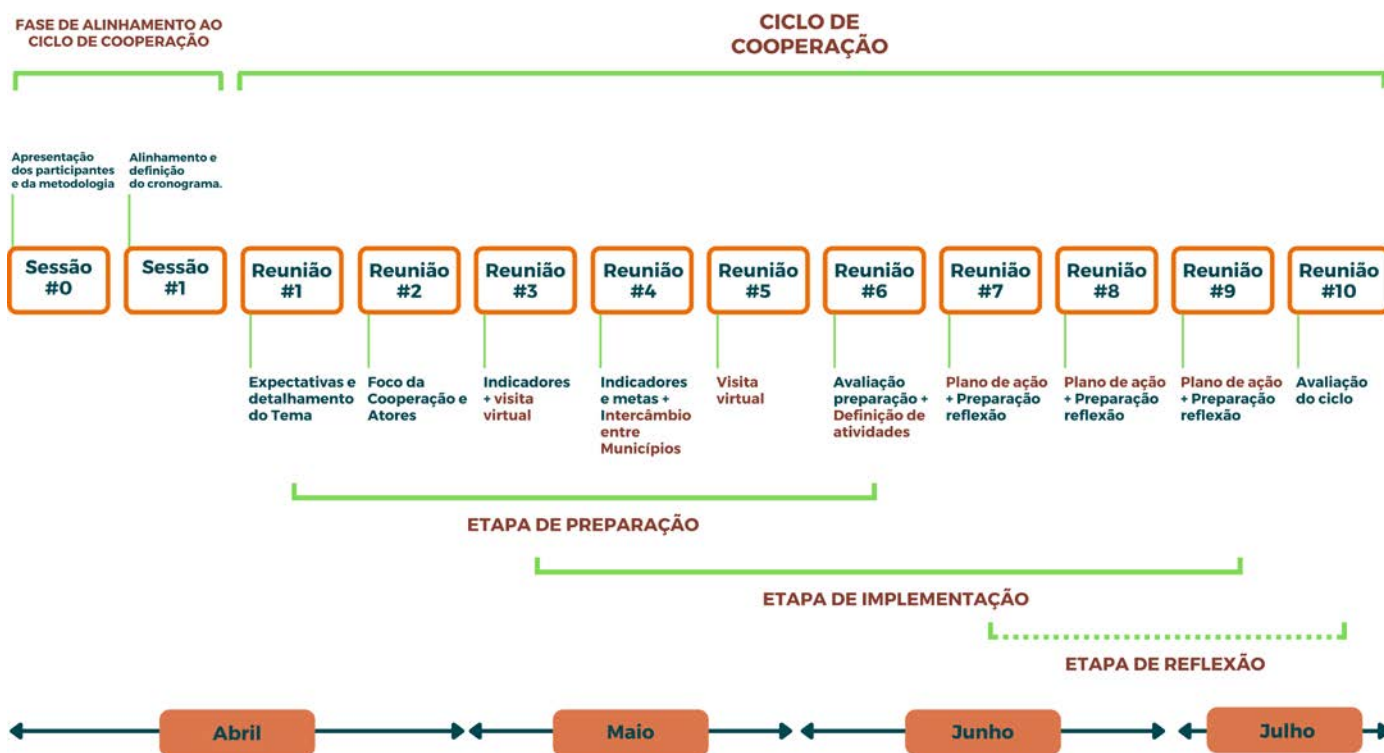 FASE DE ALINHAMENTO AO
CICLO DE COOPERAÇÃO
CICLO DE
COOPERAÇÃO
Apresentação
dos participantes
e da metodologia
Alinhamento e
definição
do cronograma.
Sessão
#0
Sessão
#1
Reunião
#1
Reunião
#2
Reunião
#3
Reunião
#4
Reunião
#5
Reunião
#6
Reunião
#7
Reunião
#8
Reunião
#9
Reunião
#10
Expectativas e
detalhamento
do Tema
Foco da
Cooperação e
Atores
Indicadores
+ visita
virtual
Indicadores
e metas +
Intercâmbio
entre
Municípios
Visita
virtual
Avaliação
preparação +
Definição de
atividades
Plano de ação
+ Preparação
reflexão
Plano de ação
+ Preparação
reflexão
Plano de ação
+ Preparação
reflexão
Avaliação
do ciclo
ETAPA DE PREPARAÇÃO
ETAPA DE IMPLEMENTAÇÃO
ETAPA DE REFLEXÃO
Abril
Maio
Junho
Julho